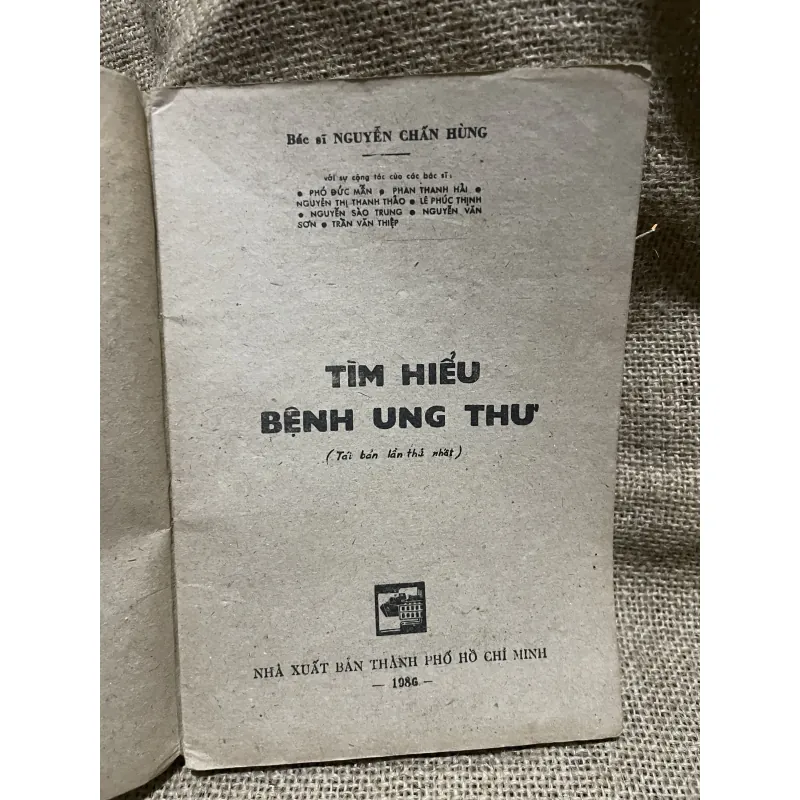 Bác sĩ NGUYỄN CHẤN HÙNG
với sự cộng tác của các bác sĩ:
● PHÓ ĐỨC MẪN ● PHAN THANH HẢI ●
NGUYỄN THỊ THANH THẢO ● LÊ PHÚC THỊNH
● NGUYỄN SÀO TRUNG ● NGUYỄN VĂN
SƠN ● TRẦN VĂN THIỆP
TÌM HIỂU
BỆNH UNG THƯ
(Tái bản lần thứ nhất)
NHÀ XUẤT BẢN THÀNH PHỐ HỒ CHÍ MINH
— 1986 —